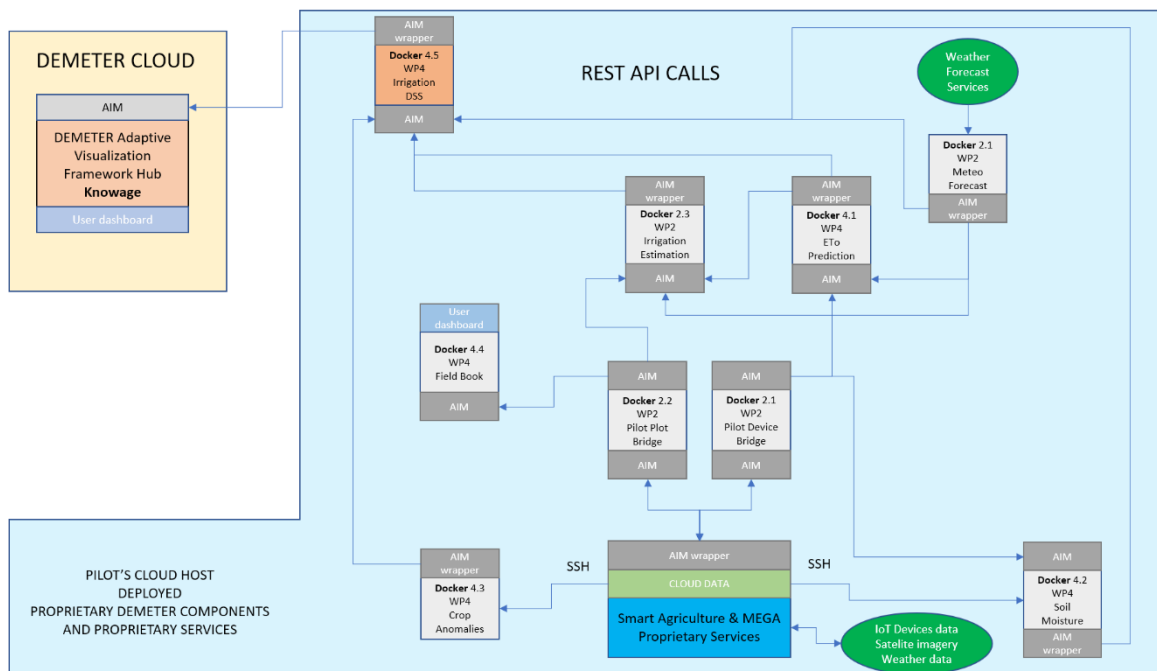 DEMETER CLOUD
AIM
DEMETER Adaptive
Visualization
Framework Hub
Knowage
User dashboard
REST API CALLS
AIM
wrapper
Docker 4.5
WP4
Irrigation
DSS
AIM
Weather
Forecast
Services
Docker 2.1
WP2
Meteo
Forecast
AIM
wrapper
AIM
wrapper
Docker 2.3
WP2
Irrigation
Estimation
AIM
AIM
wrapper
Docker 4.1
WP4
ETo
Prediction
AIM
User
dashboard
Docker 4.4
WP4
Field Book
AIM
AIM
Docker 2.2
WP2
Pilot Plot
Bridge
AIM
AIM
Docker 2.1
WP2
Pilot Device
Bridge
AIM
PILOT'S CLOUD HOST
DEPLOYED
PROPRIETARY DEMETER COMPONENTS
AND PROPRIETARY SERVICES
AIM
wrapper
Docker 4.3
WP4
Crop
Anomalies
SSH
AIM wrapper
CLOUD DATA
Smart Agriculture & MEGA
Proprietary Services
SSH
IoT Devices data
Satelite imagery
Weather data
AIM
Docker 4.2
WP4
Soil
Moisture
AIM
wrapper